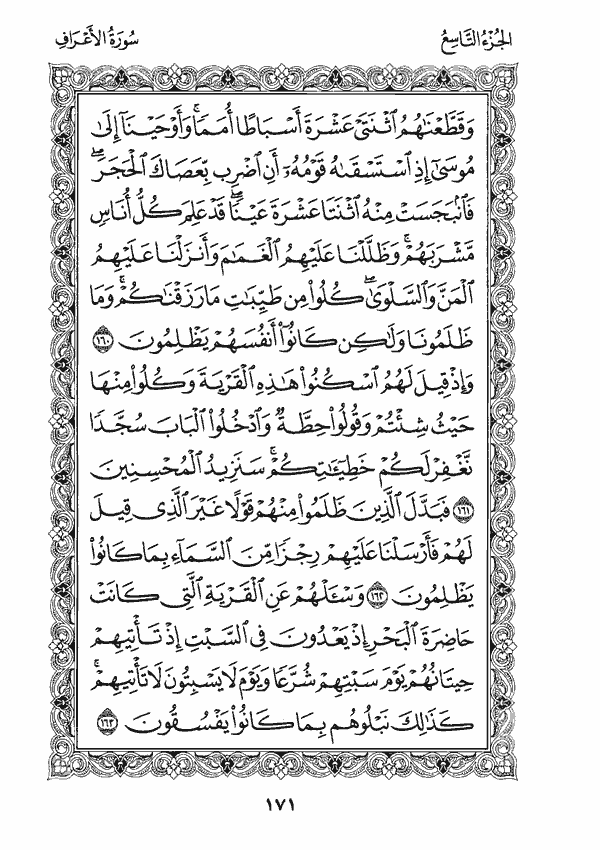 الجُزْءُ التَّاسِعُ
سُورَةُ الأَعْرَافِ
وَقَطَّعْنَٰهُمُ ٱثْنَتَىْ عَشْرَةَ أَسْبَاطًا أُمَمًا ۚ وَأَوْحَيْنَآ إِلَىٰ
مُوسَىٰٓ إِذِ ٱسْتَسْقَىٰهُ قَوْمُهُۥٓ أَنِ ٱضْرِب بِّعَصَاكَ ٱلْحَجَرَ ۖ
فَٱنۢبَجَسَتْ مِنْهُ ٱثْنَتَا عَشْرَةَ عَيْنًا ۖ قَدْ عَلِمَ كُلُّ أُنَاسٍ
مَّشْرَبَهُمْ ۚ وَظَلَّلْنَا عَلَيْهِمُ ٱلْغَمَٰمَ وَأَنزَلْنَا عَلَيْهِمُ
ٱلْمَنَّ وَٱلسَّلْوَىٰ ۖ كُلُوا۟ مِن طَيِّبَٰتِ مَا رَزَقْنَٰكُمْ ۚ وَمَا
ظَلَمُونَا وَلَٰكِن كَانُوٓا۟ أَنفُسَهُمْ يَظْلِمُونَ ١٦٠
وَإِذْ قِيلَ لَهُمُ ٱسْكُنُوا۟ هَٰذِهِ ٱلْقَرْيَةَ وَكُلُوا۟ مِنْهَا
حَيْثُ شِئْتُمْ وَقُولُوا۟ حِطَّةٌ وَٱدْخُلُوا۟ ٱلْبَابَ سُجَّدًا
نَّغْفِرْ لَكُمْ خَطِيٓـَٰٔتِكُمْ ۚ سَنَزِيدُ ٱلْمُحْسِنِينَ
١٦١ فَبَدَّلَ ٱلَّذِينَ ظَلَمُوا۟ مِنْهُمْ قَوْلًا غَيْرَ ٱلَّذِى قِيلَ
لَهُمْ فَأَرْسَلْنَا عَلَيْهِمْ رِجْزًا مِّنَ ٱلسَّمَآءِ بِمَا كَانُوا۟
يَظْلِمُونَ ١٦٢ وَسْـَٔلْهُمْ عَنِ ٱلْقَرْيَةِ ٱلَّتِى كَانَتْ
حَاضِرَةَ ٱلْبَحْرِ إِذْ يَعْدُونَ فِى ٱلسَّبْتِ إِذْ تَأْتِيهِمْ
حِيتَانُهُمْ يَوْمَ سَبْتِهِمْ شُرَّعًا وَيَوْمَ لَا يَسْبِتُونَ لَا تَأْتِيهِمْ ۚ
كَذَٰلِكَ نَبْلُوهُم بِمَا كَانُوا۟ يَفْسُقُونَ ١٦٣
١٧١